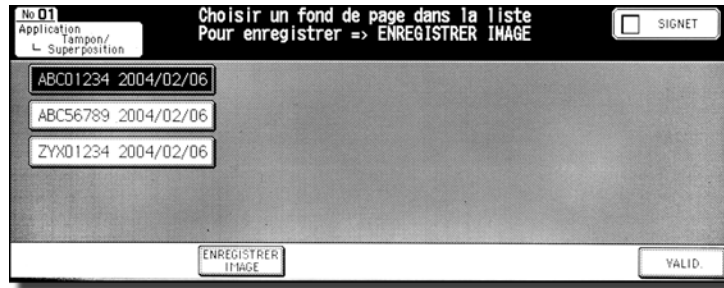 No 01
Application
Tampon/
Superposition
Choisir un fond de page dans la liste
Pour enregistrer => ENREGISTRER IMAGE
SIGNET
ABC01234 2004/02/06
ABC56789 2004/02/06
ZYX01234 2004/02/06
ENREGISTRER
IMAGE
VALID.